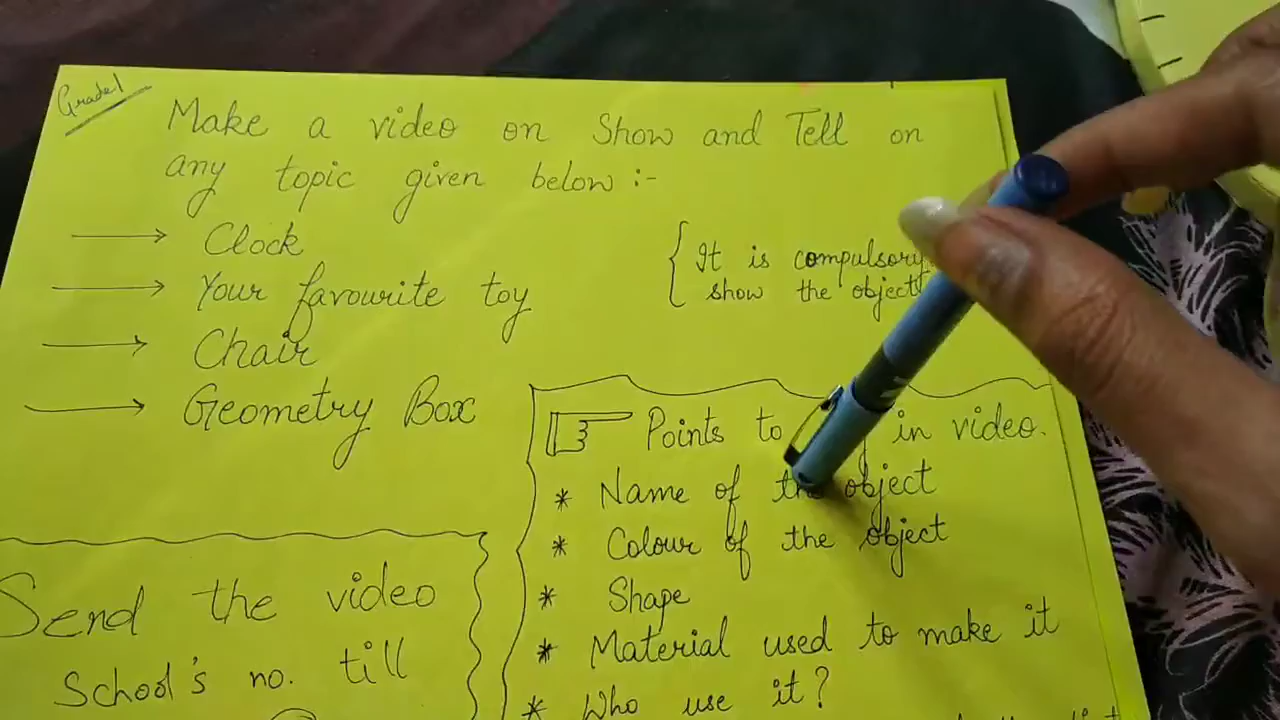 Grade 1
Make a video on Show and Tell on
any topic given below :-
Clock
Your favourite toy
Chair
Geometry Box
It is compulsory
show the object
Points to in video.
* Name of the object
* Colour of the object
* Shape
* Material used to make it
* Who use it?
Send the video
School's no. till